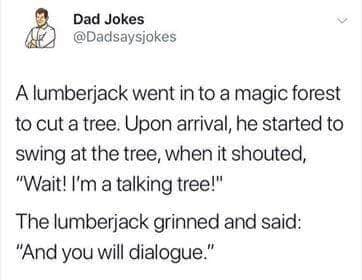 Dad Jokes
@Dadsaysjokes
A lumberjack went in to a magic forest
to cut a tree. Upon arrival, he started to
swing at the tree, when it shouted,
“Wait! I'm a talking tree!"
The lumberjack grinned and said:
"And you will dialogue.”